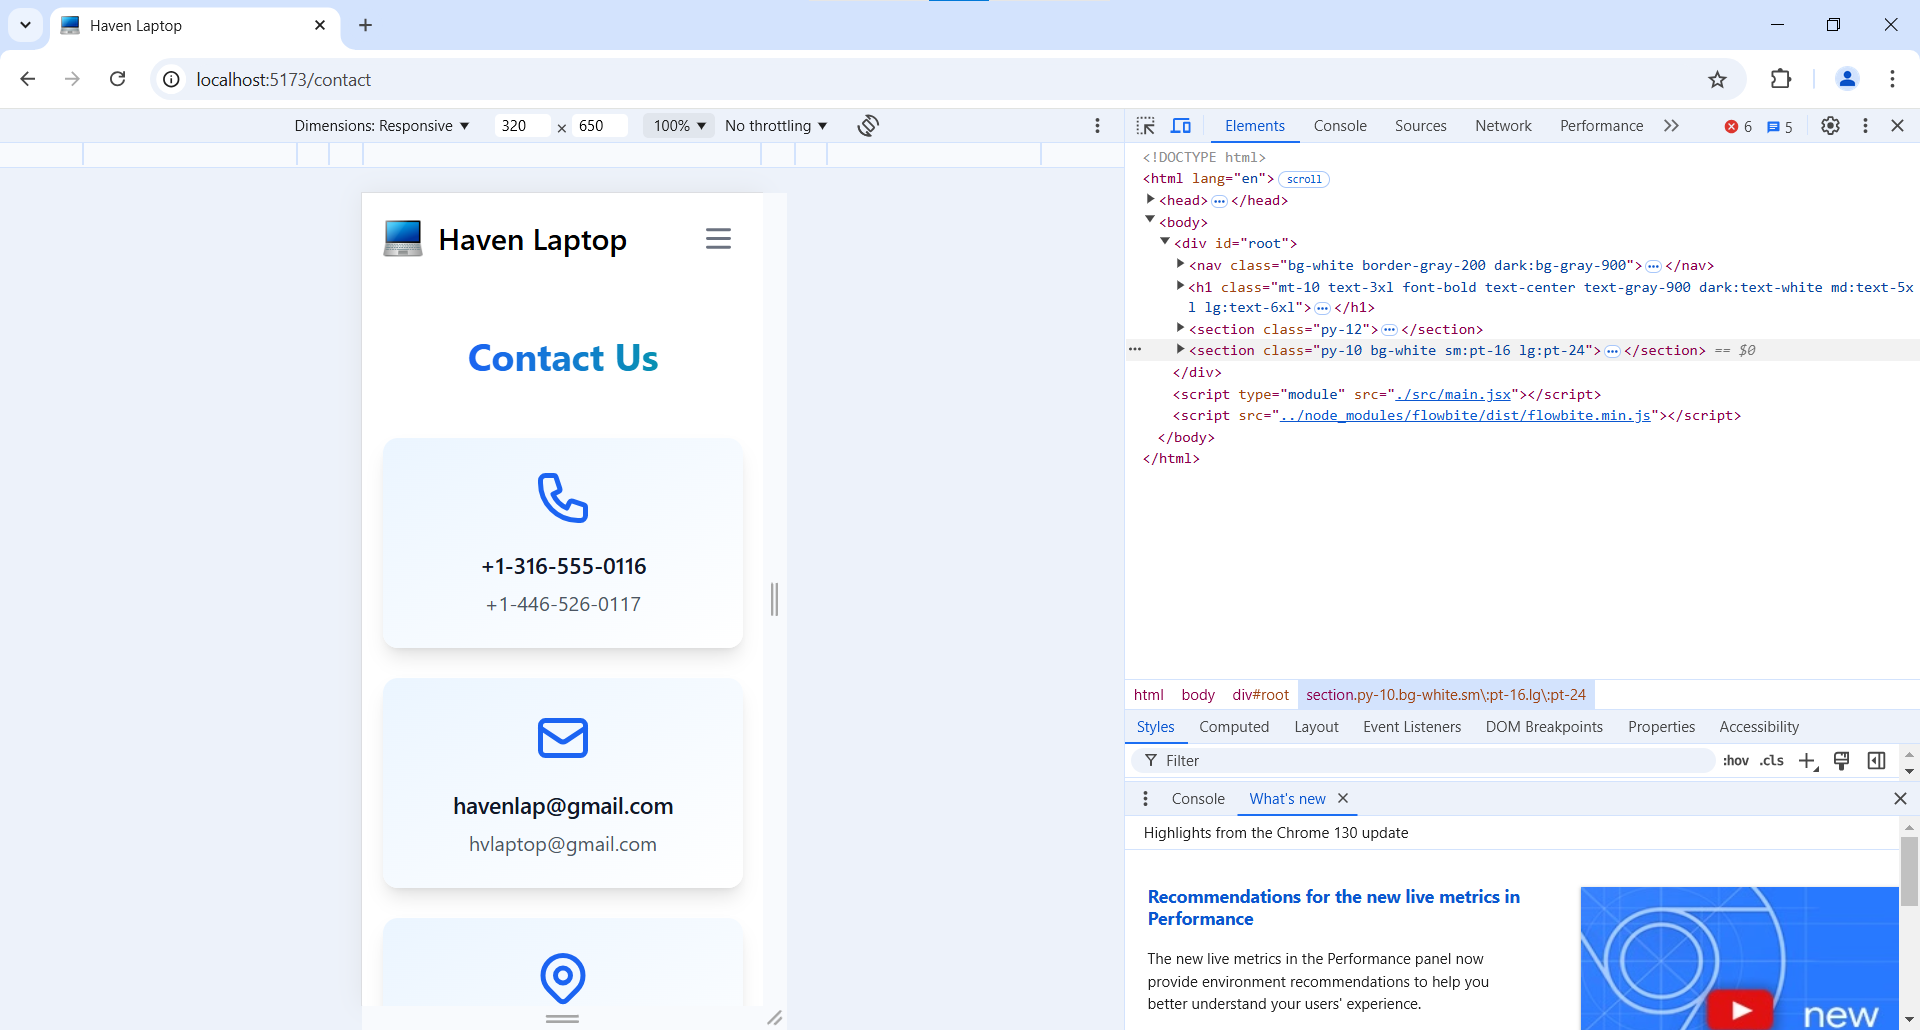 Haven Laptop
localhost:5173/contact
Dimensions: Responsive ▼ 320 × 650 100% ▼ No throttling ▼
Haven Laptop
Contact Us
+1-316-555-0116
+1-446-526-0117
havenlap@gmail.com
hvlaptop@gmail.com
Elements Console Sources Network Performance 6 5
<!DOCTYPE html>
<html lang="en"> scroll
<head> ••• </head>
<body>
<div id="root">
<nav class="bg-white border-gray-200 dark:bg-gray-900"> ••• </nav>
<h1 class="mt-10 text-3xl font-bold text-center text-gray-900 dark:text-white md:text-5x
l lg:text-6xl"> ••• </h1>
<section class="py-12"> ••• </section>
<section class="py-10 bg-white sm:pt-16 lg:pt-24"> ••• </section> == $0
</div>
<script type="module" src="./src/main.jsx"></script>
<script src="../node_modules/flowbite/dist/flowbite.min.js"></script>
</body>
</html>
html body div#root section.py-10.bg-white.sm\:pt-16.lg\:pt-24
Styles Computed Layout Event Listeners DOM Breakpoints Properties Accessibility
Filter :hov .cls
Console What's new
Highlights from the Chrome 130 update
Recommendations for the new live metrics in
Performance
The new live metrics in the Performance panel now
provide environment recommendations to help you
better understand your users' experience.
new